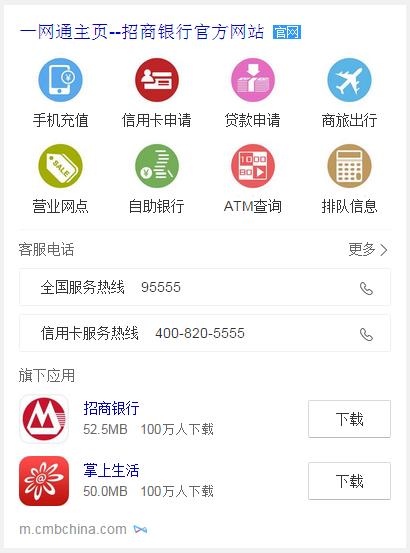 一网通主页--招商银行官方网站 官网
手机充值 信用卡申请 贷款申请 商旅出行
SALE
营业网点 自助银行 ATM查询 排队信息
客服电话 更多
全国服务热线 95555
信用卡服务热线 400-820-5555
旗下应用
招商银行
52.5MB 100万人下载
下载
掌上生活
50.0MB 100万人下载
下载
m.cmbchina.com